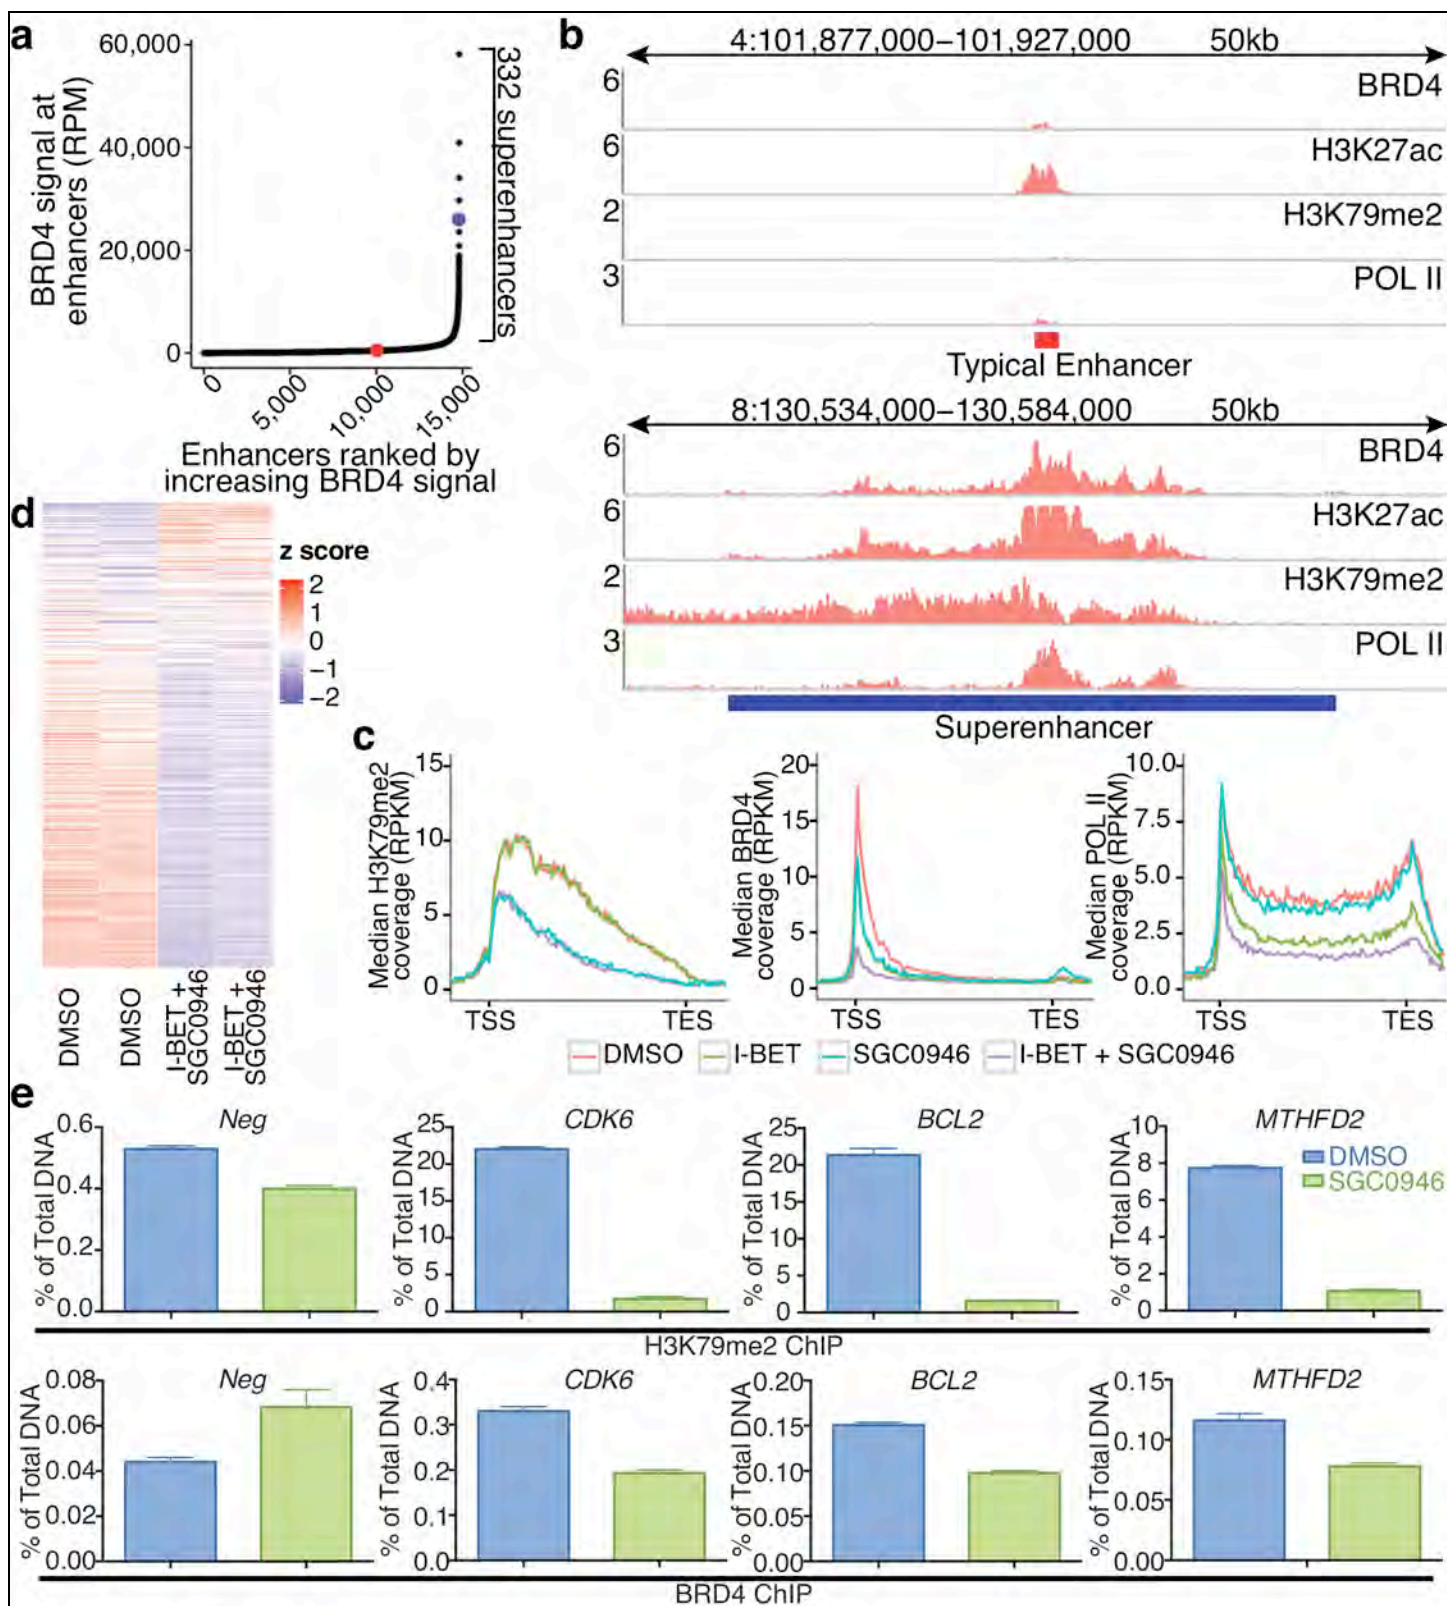 a
60,000
40,000
20,000
0
BRD4 signal at
enhancers (RPM)
332 superenhancers
0
5,000
10,000
15,000
Enhancers ranked by
increasing BRD4 signal
b
4:101,877,000–101,927,000
50kb
6
BRD4
6
H3K27ac
2
H3K79me2
3
POL II
Typical Enhancer
8:130,534,000–130,584,000
50kb
6
BRD4
6
H3K27ac
2
H3K79me2
3
POL II
Superenhancer
d
z score
2
1
0
−1
−2
DMSO
DMSO
I-BET +
SGC0946
I-BET +
SGC0946
c
Median H3K79me2
coverage (RPKM)
15
10
5
0
TSS
TES
Median BRD4
coverage (RPKM)
20
15
10
5
0
TSS
TES
Median POL II
coverage (RPKM)
10.0
7.5
5.0
2.5
0.0
TSS
TES
DMSO
I-BET
SGC0946
I-BET + SGC0946
e
Neg
% of Total DNA
0.6
0.4
0.2
0.0
CDK6
% of Total DNA
25
20
15
10
5
0
BCL2
% of Total DNA
25
20
15
10
5
0
MTHFD2
% of Total DNA
10
8
6
4
2
0
DMSO
SGC0946
H3K79me2 ChIP
Neg
% of Total DNA
0.08
0.06
0.04
0.02
0.00
CDK6
% of Total DNA
0.4
0.3
0.2
0.1
0.0
BCL2
% of Total DNA
0.20
0.15
0.10
0.05
0.00
MTHFD2
% of Total DNA
0.15
0.10
0.05
0.00
BRD4 ChIP